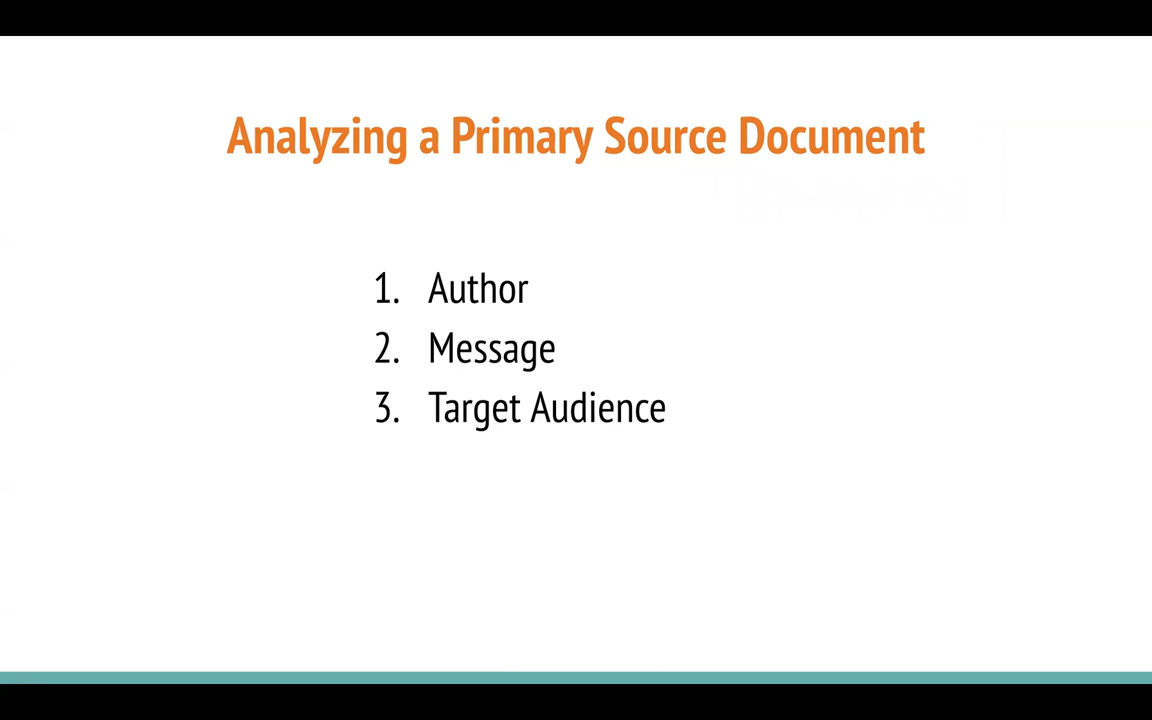 Analyzing a Primary Source Document
1. Author
2. Message
3. Target Audience